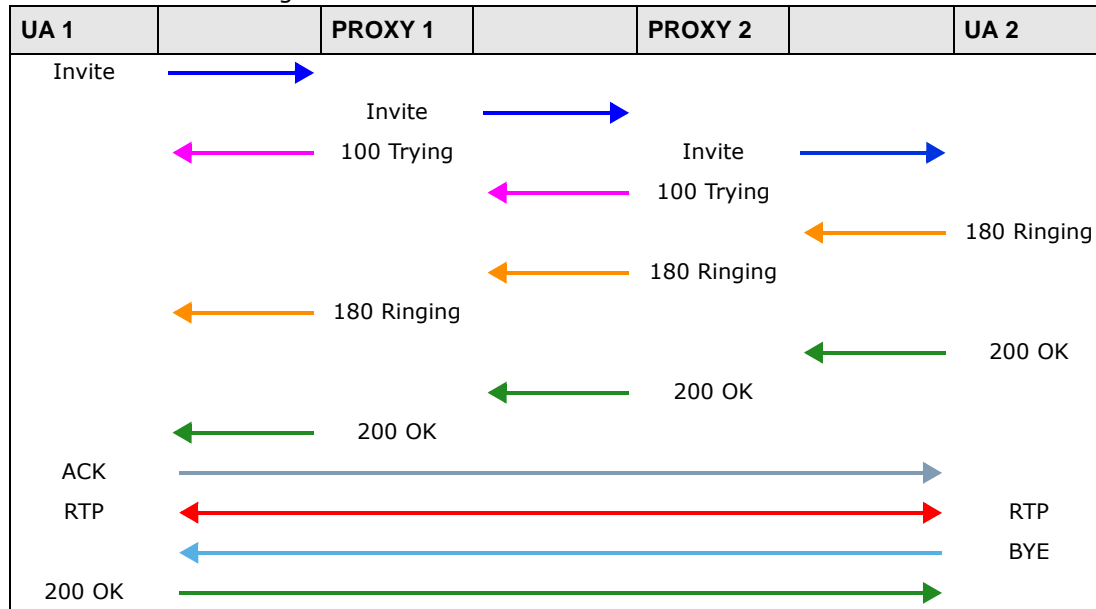 UA 1 PROXY 1 PROXY 2 UA 2
Invite
Invite
100 Trying Invite
100 Trying
180 Ringing
180 Ringing
180 Ringing
200 OK
200 OK
200 OK
ACK
RTP RTP
BYE
200 OK